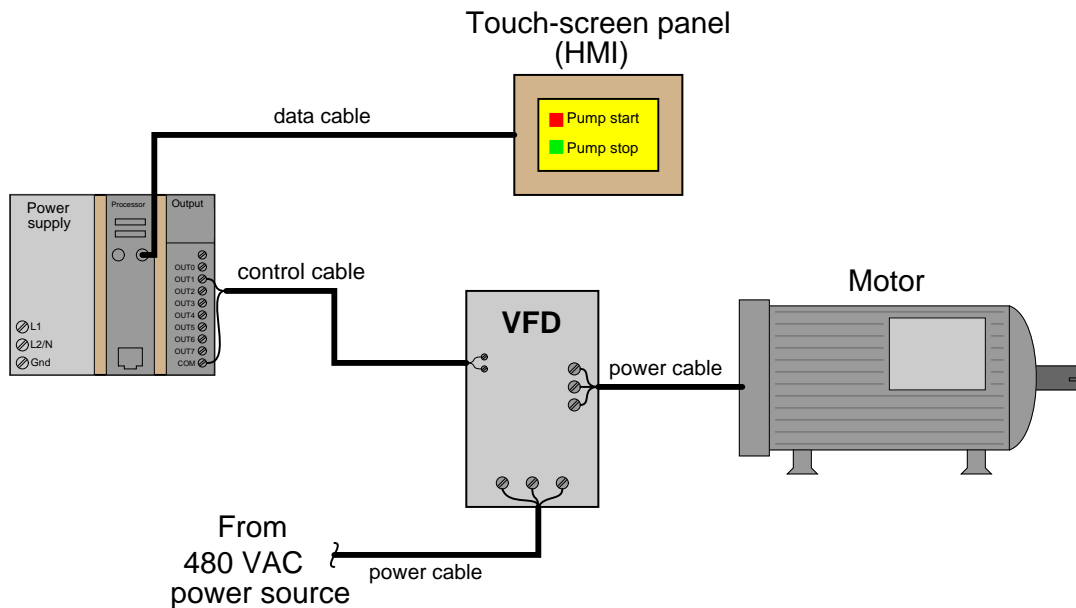 Touch-screen panel
(HMI)
data cable
Pump start
Pump stop
Power
supply
Processor
Output
OUT0
OUT1
OUT2
OUT3
OUT4
OUT5
OUT6
OUT7
COM
L1
L2/N
Gnd
control cable
VFD
Motor
power cable
From
480 VAC
power source
power cable